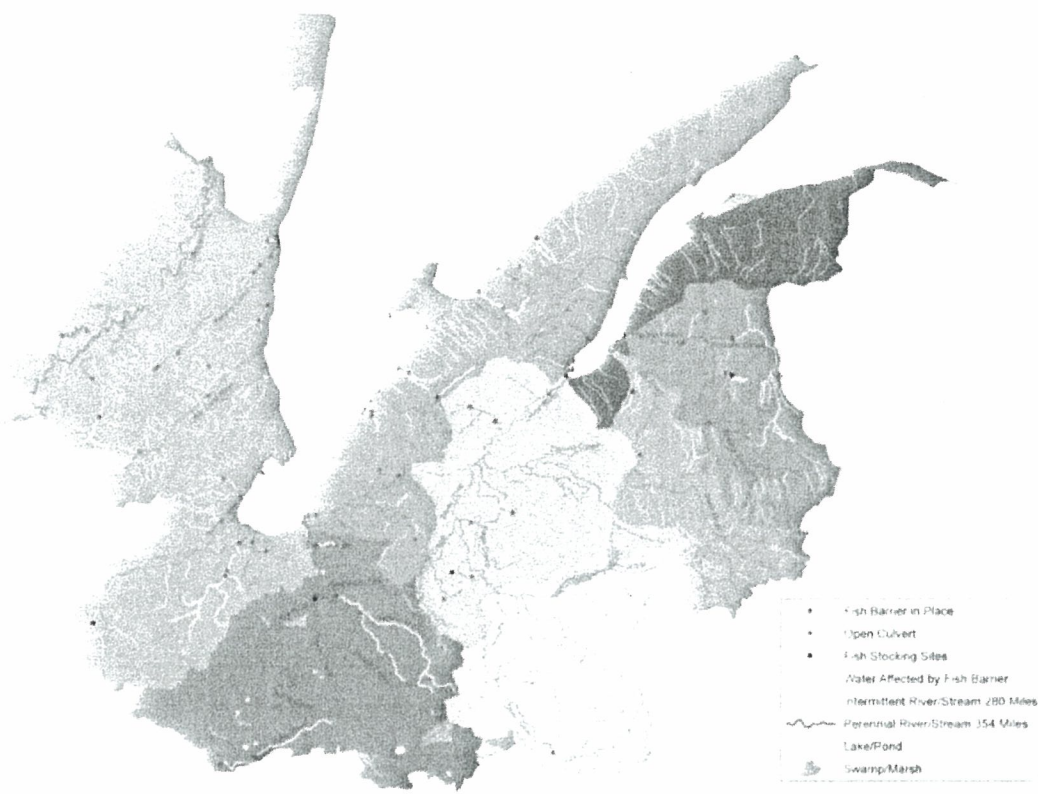 Fish Barrier in Place
Open Culvert
Fish Stocking Sites
Water Affected by Fish Barrier
Intermittent River/Stream 280 Miles
Perennial River/Stream 354 Miles
Lake/Pond
Swamp/Marsh